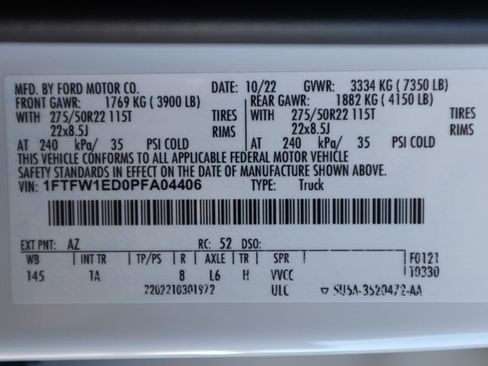 MFD. BY FORD MOTOR CO. DATE: 10/22 GVWR: 3334 KG ( 7350 LB)
FRONT GAWR: 1769 KG ( 3900 LB) REAR GAWR: 1882 KG ( 4150 LB)
WITH 275/50R22 115T TIRES WITH 275/50R22 115T TIRES
22x8.5J RIMS 22x8.5J RIMS
AT 240 kPa/ 35 PSI COLD AT 240 kPa/ 35 PSI COLD
THIS VEHICLE CONFORMS TO ALL APPLICABLE FEDERAL MOTOR VEHICLE
SAFETY STANDARDS IN EFFECT ON THE DATE OF MANUFACTURE SHOWN ABOVE.
VIN: 1FTFW1ED0PFA04406 TYPE: Truck
EXT PNT: AZ RC: 52 DSO:
WB INT TR TP/PS R AXLE TR SPR F0121
145 1A 8 L6 H VVCC 10330
2202210301972 ULC ▽ 5U5A-3520472-AA